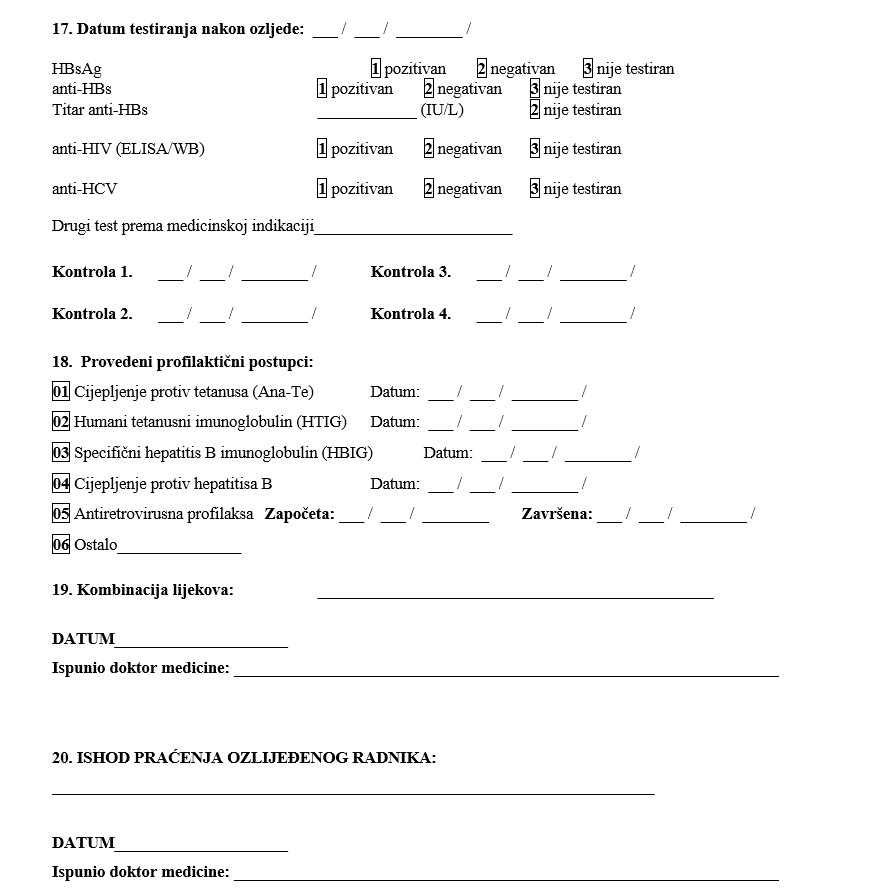 17. Datum testiranja nakon ozljede: ___ / ___ / ________ /
HBsAg 1 pozitivan 2 negativan 3 nije testiran
anti-HBs 1 pozitivan 2 negativan 3 nije testiran
Titar anti-HBs ____________ (IU/L) 2 nije testiran
anti-HIV (ELISA/WB) 1 pozitivan 2 negativan 3 nije testiran
anti-HCV 1 pozitivan 2 negativan 3 nije testiran
Drugi test prema medicinskoj indikaciji________________________
Kontrola 1. ___ / ___ / ________ / Kontrola 3. ___ / ___ / ________ /
Kontrola 2. ___ / ___ / ________ / Kontrola 4. ___ / ___ / ________ /
18. Provedeni profilaktični postupci:
01 Cijepljenje protiv tetanusa (Ana-Te) Datum: ___ / ___ / ________ /
02 Humani tetanusni imunoglobulin (HTIG) Datum: ___ / ___ / ________ /
03 Specifični hepatitis B imunoglobulin (HBIG) Datum: ___ / ___ / ________ /
04 Cijepljenje protiv hepatitisa B Datum: ___ / ___ / ________ /
05 Antiretrovirusna profilaksa Započeta: ___ / ___ / ________ Završena: ___ / ___ / ________ /
06 Ostalo_______________
19. Kombinacija lijekova: ________________________________________________
DATUM_____________________
Ispunio doktor medicine: __________________________________________________________________
20. ISHOD PRAĆENJA OZLIJEĐENOG RADNIKA:
_________________________________________________________________________
DATUM_____________________
Ispunio doktor medicine: __________________________________________________________________